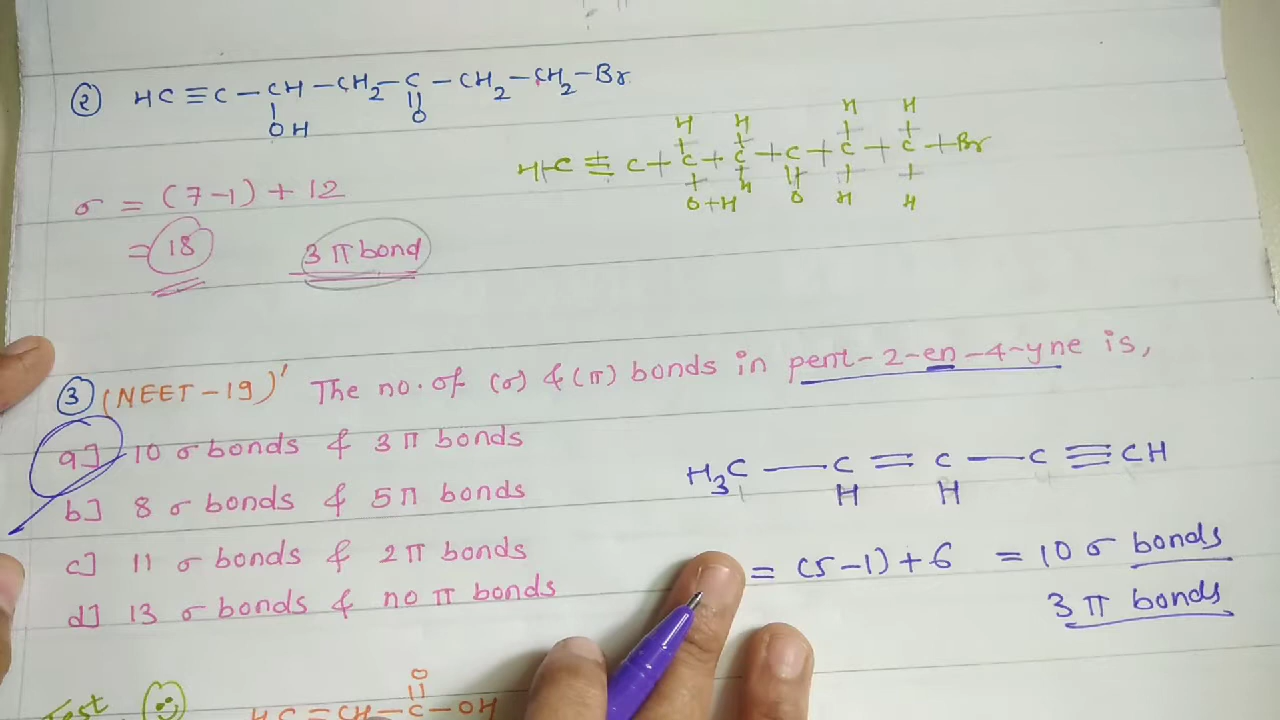 ② HC≡C—CH—CH₂—C—CH₂—CH₂—Br
OH O
H H H H
H+C≡C+C+C+C+C+C+Br
O+H H O H H
σ = (7-1) + 12
= 18 3 π bond
③ (NEET-19)' The no. of (σ) & (π) bonds in pent-2-en-4-yne is,
a] 10 σ bonds & 3 π bonds
b] 8 σ bonds & 5 π bonds
c] 11 σ bonds & 2 π bonds
d] 13 σ bonds & no π bonds
H₃C—C=C—C≡CH
H H
= (5-1) + 6 = 10 σ bonds
3 π bonds
Test
O
C-OH